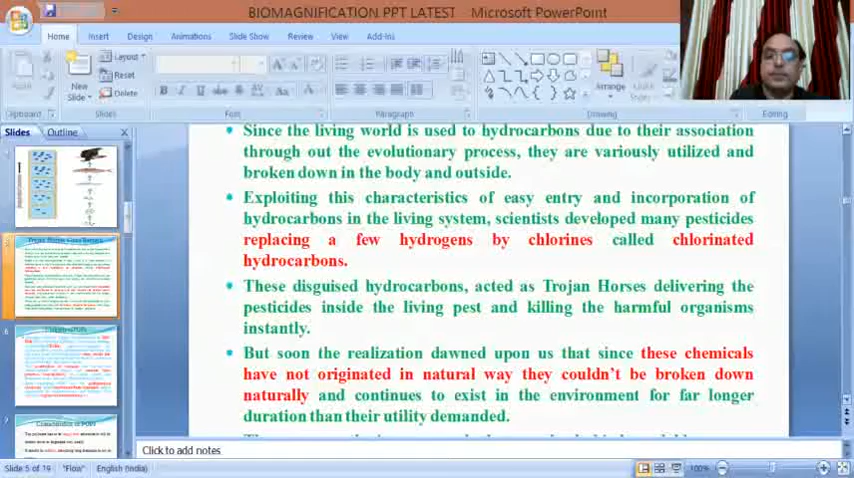 BIOMAGNIFICATION PPT LATEST - Microsoft PowerPoint
Home Insert Design Animations Slide Show Review View Add-Ins
Layout
Reset
New Slide
Delete
Arrange
Clipboard Slides Font Paragraph Drawing Editing
Slides Outline
Since the living world is used to hydrocarbons due to their association
through out the evolutionary process, they are variously utilized and
broken down in the body and outside.
Exploiting this characteristics of easy entry and incorporation of
hydrocarbons in the living system, scientists developed many pesticides
replacing a few hydrogens by chlorines called chlorinated
hydrocarbons.
These disguised hydrocarbons, acted as Trojan Horses delivering the
pesticides inside the living pest and killing the harmful organisms
instantly.
But soon the realization dawned upon us that since these chemicals
have not originated in natural way they couldn't be broken down
naturally and continues to exist in the environment for far longer
duration than their utility demanded.
Click to add notes
Slide 5 of 19 "Flow" English (India) 100%